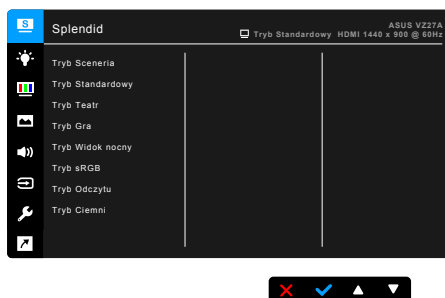 S
Splendid
ASUS VZ27A
Tryb Standardowy HDMI 1440 x 900 @ 60Hz
Tryb Sceneria
Tryb Standardowy
Tryb Teatr
Tryb Gra
Tryb Widok nocny
Tryb sRGB
Tryb Odczytu
Tryb Ciemni